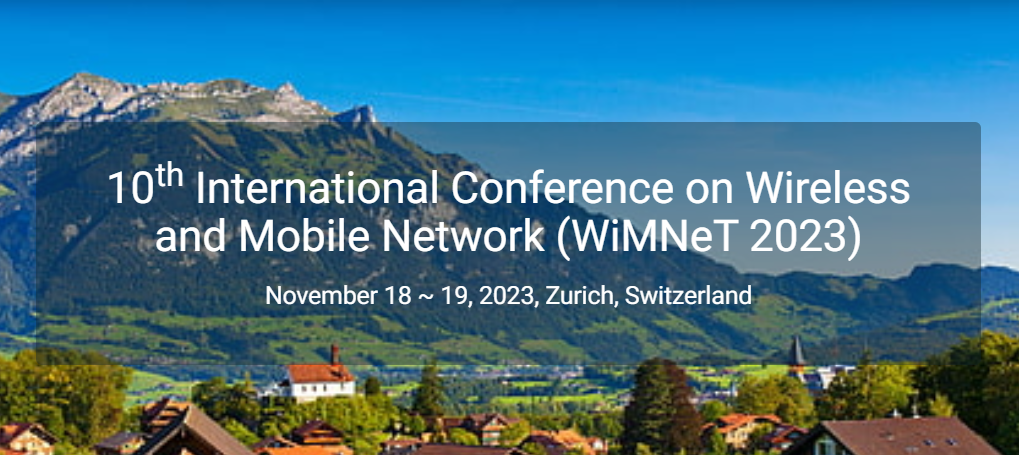 10th International Conference on Wireless
and Mobile Network (WiMNeT 2023)
November 18 ~ 19, 2023, Zurich, Switzerland